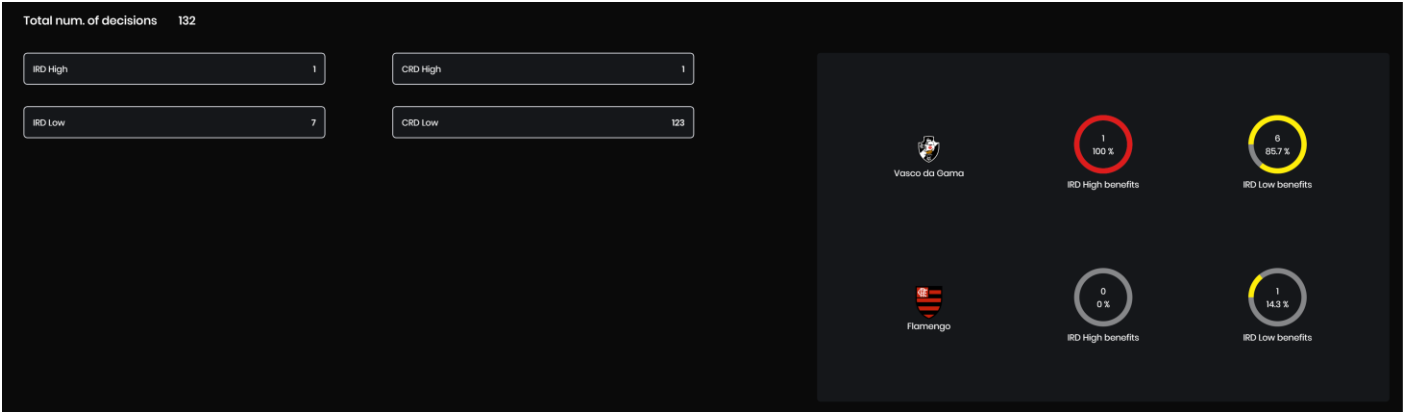 Total num. of decisions 132
IRD High 1
CRD High 1
IRD Low 7
CRD Low 123
Vasco da Gama
1
100 %
IRD High benefits
6
85.7 %
IRD Low benefits
Flamengo
0
0 %
IRD High benefits
1
14.3 %
IRD Low benefits